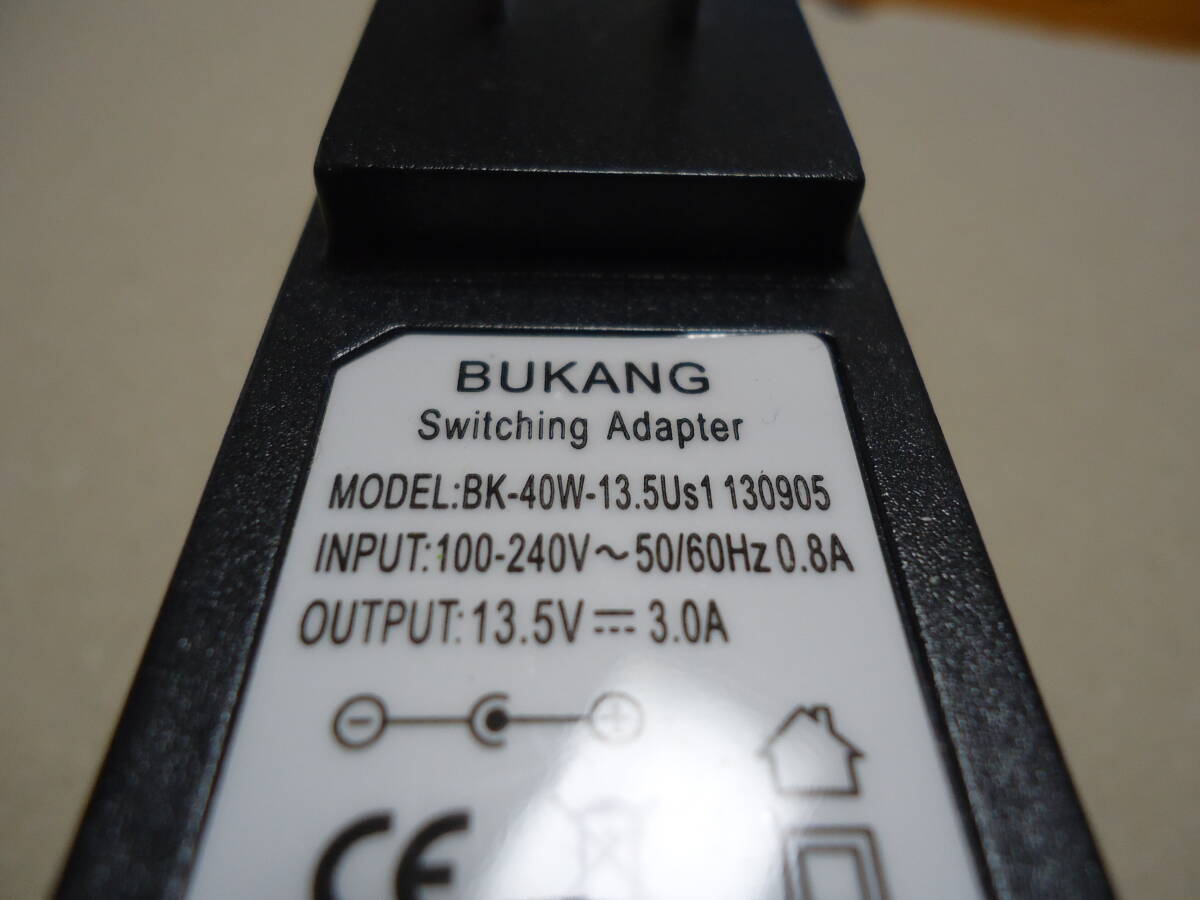 BUKANG
Switching Adapter
MODEL:BK-40W-13.5Us1 130905
INPUT:100-240V～50/60Hz 0.8A
OUTPUT:13.5V⎓3.0A
CE